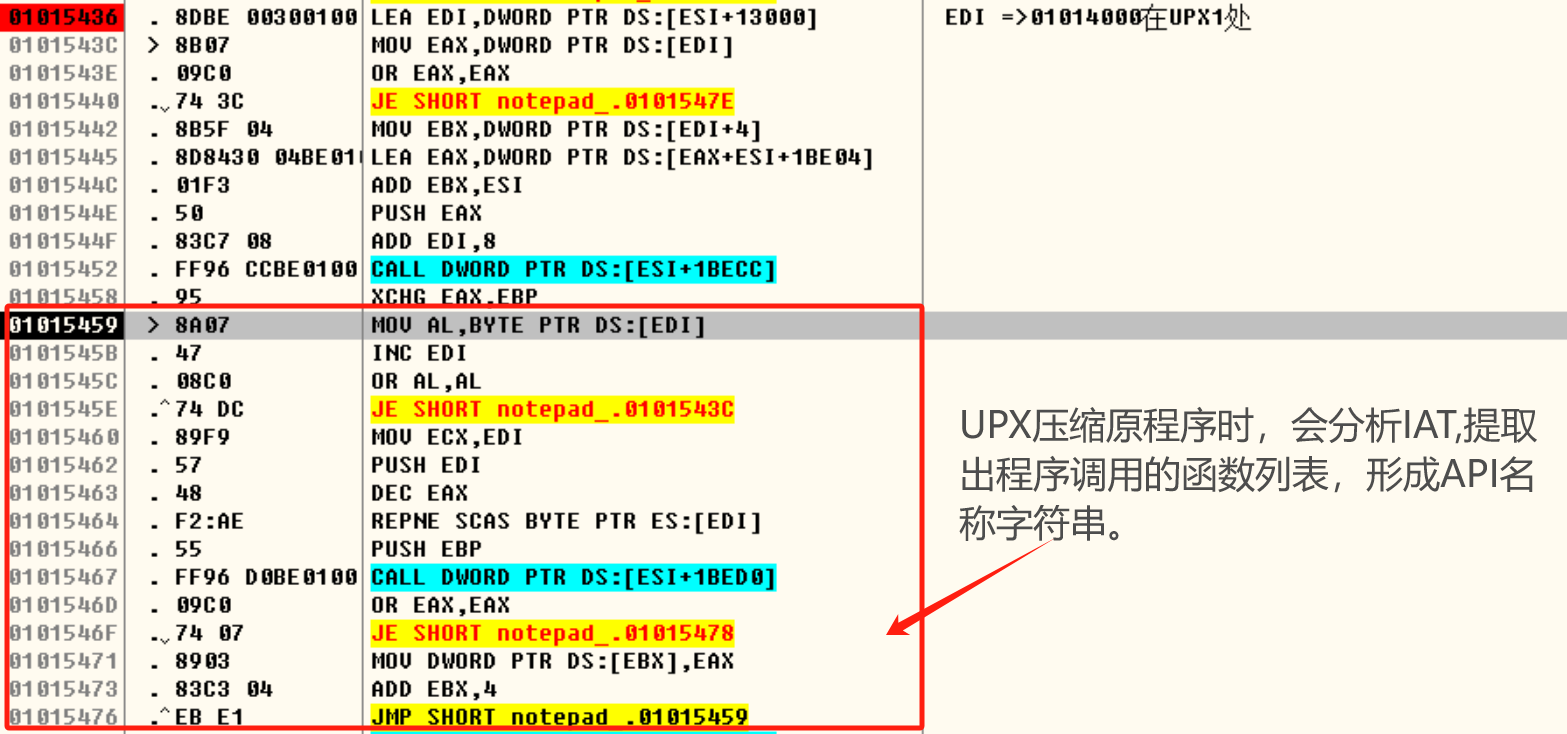 01015436 . 8DBE 00300100 LEA EDI,DWORD PTR DS:[ESI+13000] EDI =>01014000在UPX1处
0101543C > 8B07 MOV EAX,DWORD PTR DS:[EDI]
0101543E . 09C0 OR EAX,EAX
01015440 .⌄74 3C JE SHORT notepad_.0101547E
01015442 . 8B5F 04 MOV EBX,DWORD PTR DS:[EDI+4]
01015445 . 8D8430 04BE01 LEA EAX,DWORD PTR DS:[EAX+ESI+1BE04]
0101544C . 01F3 ADD EBX,ESI
0101544E . 50 PUSH EAX
0101544F . 83C7 08 ADD EDI,8
01015452 . FF96 CCBE0100 CALL DWORD PTR DS:[ESI+1BECC]
01015458 . 95 XCHG EAX,EBP
01015459 > 8A07 MOV AL,BYTE PTR DS:[EDI]
0101545B . 47 INC EDI
0101545C . 08C0 OR AL,AL
0101545E .^74 DC JE SHORT notepad_.0101543C
01015460 . 89F9 MOV ECX,EDI
01015462 . 57 PUSH EDI
01015463 . 48 DEC EAX
01015464 . F2:AE REPNE SCAS BYTE PTR ES:[EDI]
01015466 . 55 PUSH EBP
01015467 . FF96 D0BE0100 CALL DWORD PTR DS:[ESI+1BED0]
0101546D . 09C0 OR EAX,EAX
0101546F .⌄74 07 JE SHORT notepad_.01015478
01015471 . 8903 MOV DWORD PTR DS:[EBX],EAX
01015473 . 83C3 04 ADD EBX,4
01015476 .^EB E1 JMP SHORT notepad_.01015459
UPX压缩原程序时，会分析IAT,提取
出程序调用的函数列表，形成API名
称字符串。